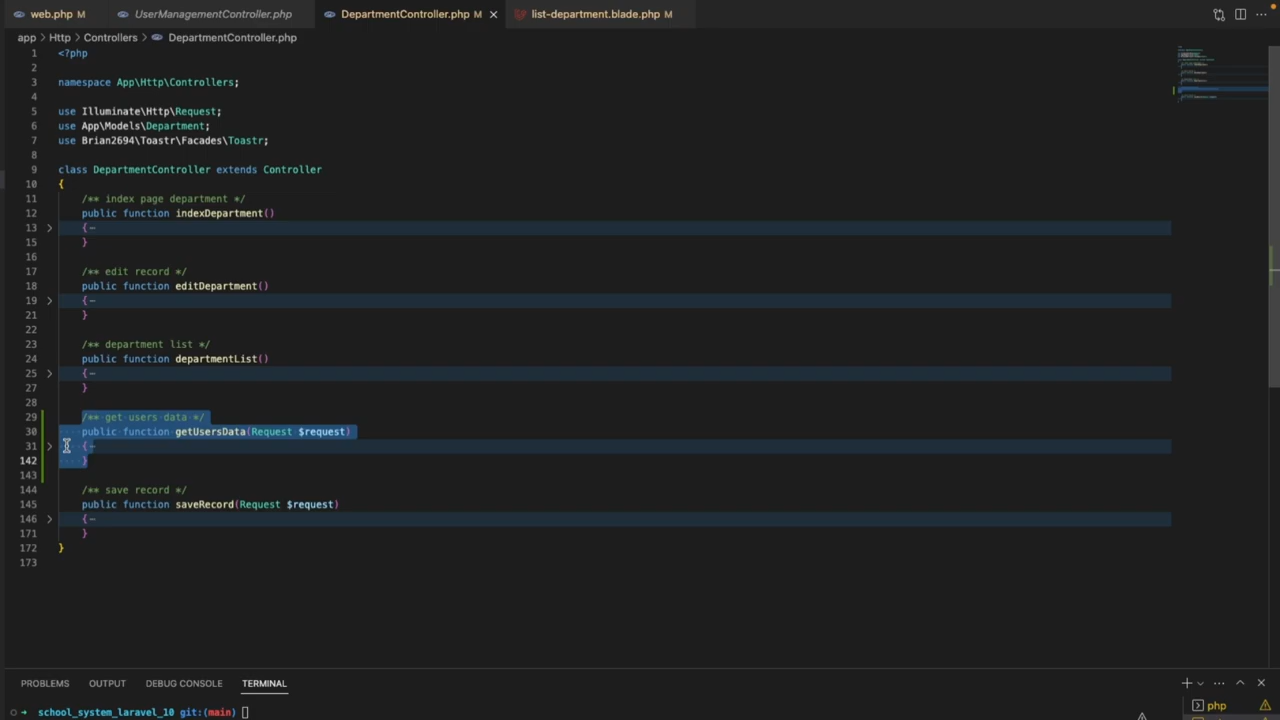 web.php M UserManagementController.php DepartmentController.php M list-department.blade.php M
app > Http > Controllers > DepartmentController.php
1 <?php
2
3 namespace App\Http\Controllers;
4
5 use Illuminate\Http\Request;
6 use App\Models\Department;
7 use Brian2694\Toastr\Facades\Toastr;
8
9 class DepartmentController extends Controller
10 {
11 /** index page department */
12 public function indexDepartment()
13 {
15 }
16
17 /** edit record */
18 public function editDepartment()
19 {
21 }
22
23 /** department list */
24 public function departmentList()
25 {
27 }
28
29 /** get users data */
30 public function getUsersData(Request $request)
31 {
142 }
143
144 /** save record */
145 public function saveRecord(Request $request)
146 {
171 }
172 }
173
PROBLEMS OUTPUT DEBUG CONSOLE TERMINAL
school_system_laravel_10 git:(main)
php